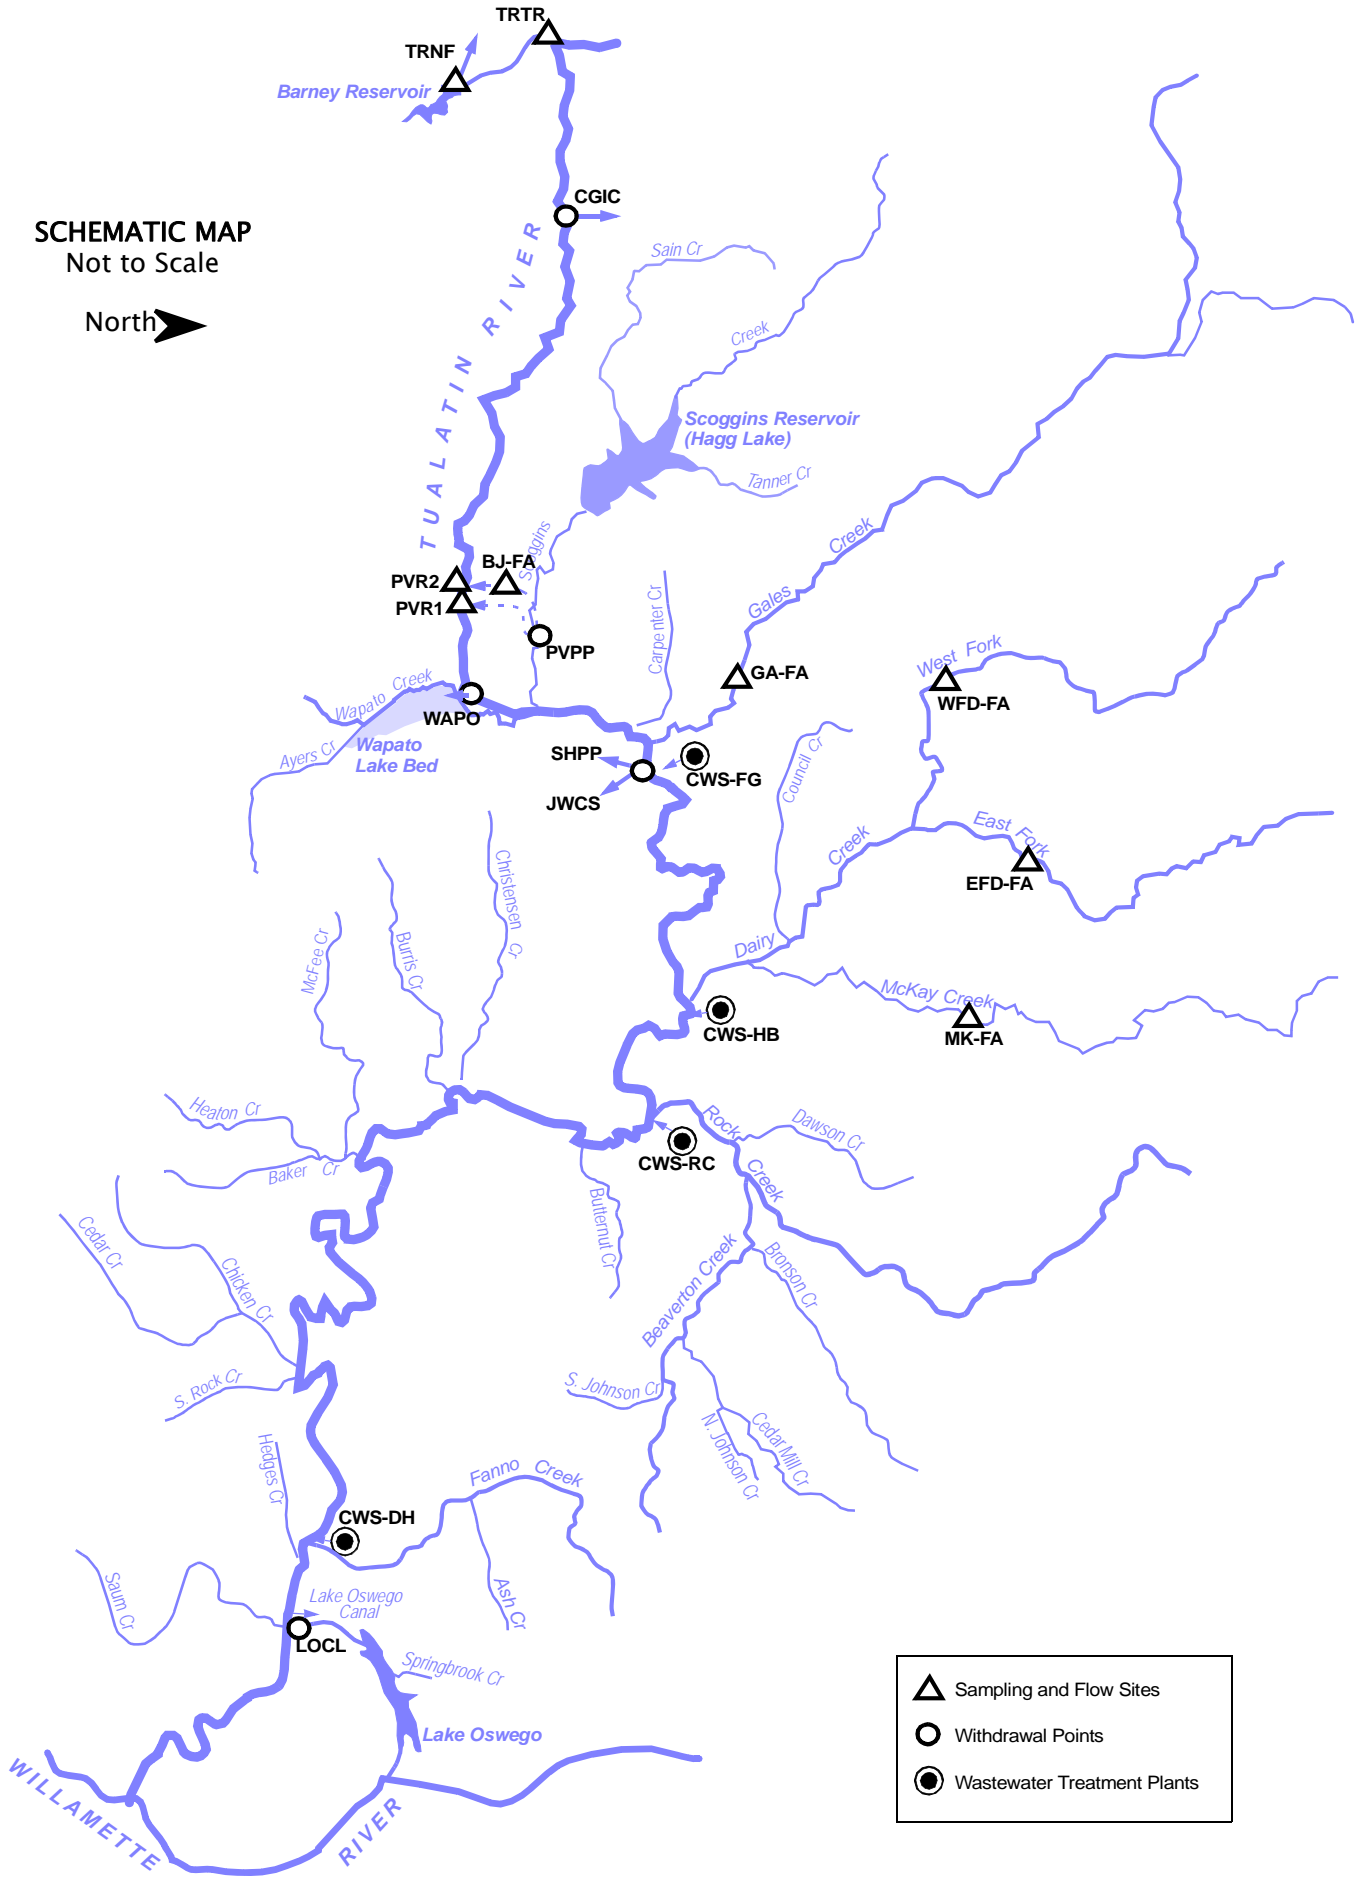 TRTR
TRNF
Barney Reservoir
CGIC
SCHEMATIC MAP
Not to Scale
North
TUALATIN RIVER
Sain Cr
Creek
Scoggins Reservoir
(Hagg Lake)
Tanner Cr
Scoggins
BJ-FA
PVR2
PVR1
PVPP
Carpenter Cr
Gales Creek
GA-FA
West Fork
WFD-FA
Wapato Creek
WAPO
Wapato
Lake Bed
Ayers Cr
SHPP
JWCS
CWS-FG
Council Cr
Dairy Creek
East Fork
EFD-FA
McKay Creek
MK-FA
CWS-HB
Christensen Cr
Burris Cr
McFee Cr
Heaton Cr
Baker Cr
Rock Creek
Dawson Cr
CWS-RC
Butternut Cr
Beaverton Creek
Bronson Cr
Cedar Cr
Chicken Cr
S. Rock Cr
S. Johnson Cr
N. Johnson Cr
Cedar Mill Cr
Hedges Cr
Fanno Creek
CWS-DH
Ash Cr
Saum Cr
Lake Oswego
Canal
LOCL
Springbrook Cr
Lake Oswego
WILLAMETTE RIVER
Sampling and Flow Sites
Withdrawal Points
Wastewater Treatment Plants